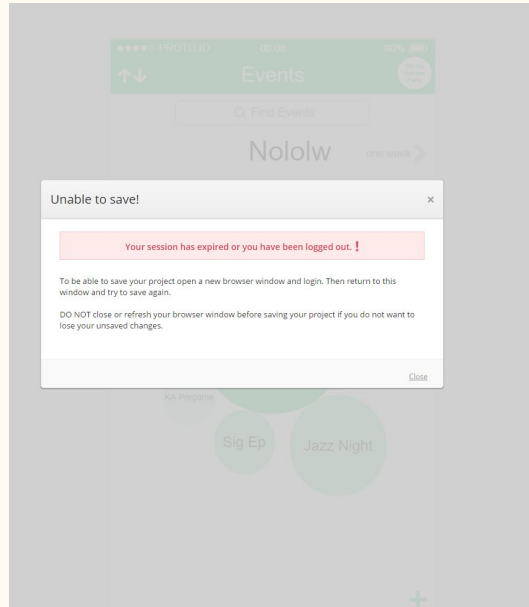 PROTO.IO
Events
Find Events
Nololw
one week
Unable to save! ×
Your session has expired or you have been logged out. !
To be able to save your project open a new browser window and login. Then return to this
window and try to save again.
DO NOT close or refresh your browser window before saving your project if you do not want to
lose your unsaved changes.
Close
KA Pregame
Sig Ep
Jazz Night
+